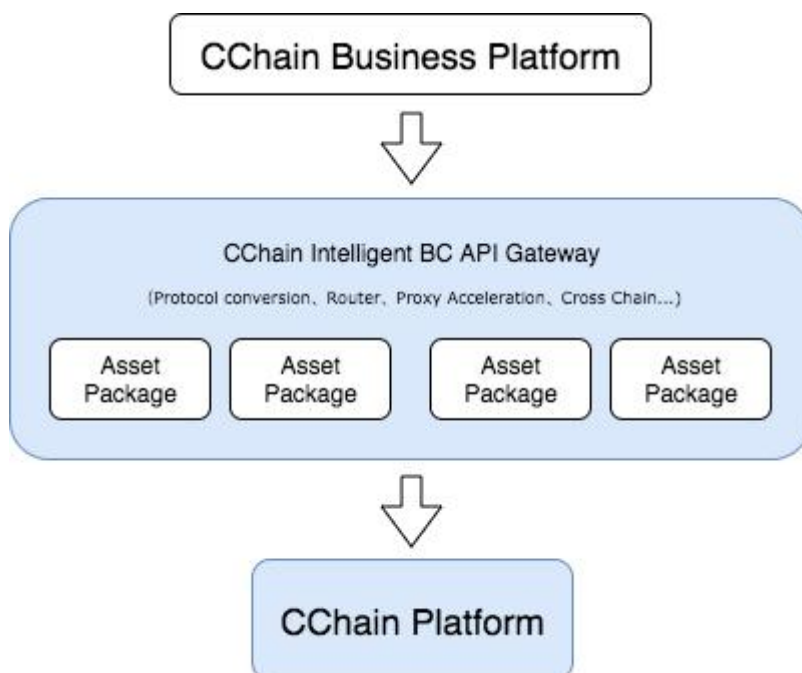 CChain Business Platform
CChain Intelligent BC API Gateway
(Protocol conversion、Router、Proxy Acceleration、Cross Chain...)
Asset
Package
Asset
Package
Asset
Package
Asset
Package
CChain Platform